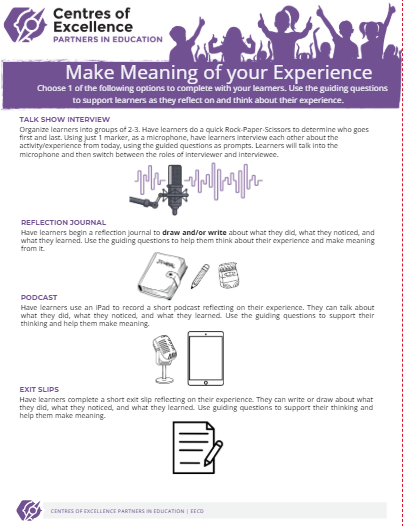 Centres of
Excellence
PARTNERS IN EDUCATION
Make Meaning of your Experience
Choose 1 of the following options to complete with your learners. Use the guiding questions
to support learners as they reflect on and think about their experience.
TALK SHOW INTERVIEW
Organize learners into groups of 2-3. Have learners do a quick Rock-Paper-Scissors to determine who goes
first and last. Using just 1 marker, as a microphone, have learners interview each other about the
activity/experience from today, using the guided questions as prompts. Learners will talk into the
microphone and then switch between the roles of interviewer and interviewee.
REFLECTION JOURNAL
Have learners begin a reflection journal to draw and/or write about what they did, what they noticed, and
what they learned. Use the guiding questions to help them think about their experience and make meaning
from it.
PODCAST
Have learners use an iPad to record a short podcast reflecting on their experience. They can talk about
what they did, what they noticed, and what they learned. Use the guiding questions to support their
thinking and help them make meaning.
EXIT SLIPS
Have learners complete a short exit slip reflecting on their experience. They can write or draw about what
they did, what they noticed, and what they learned. Use guiding questions to support their thinking and
help them make meaning.
CENTRES OF EXCELLENCE PARTNERS IN EDUCATION | EECD